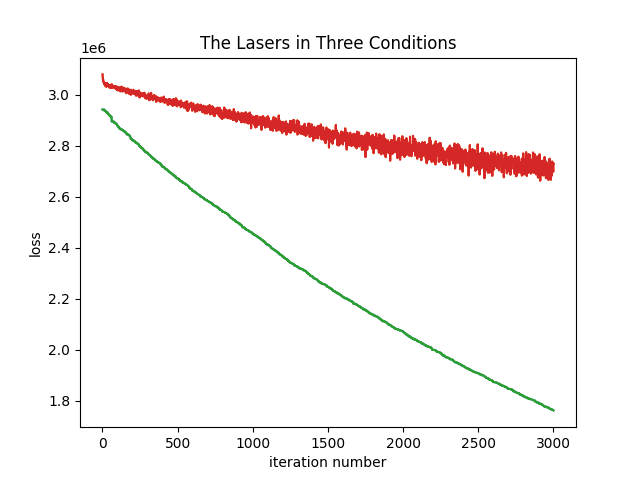 The Lasers in Three Conditions
1e6
3.0
2.8
2.6
2.4
2.2
2.0
1.8
loss
0 500 1000 1500 2000 2500 3000
iteration number